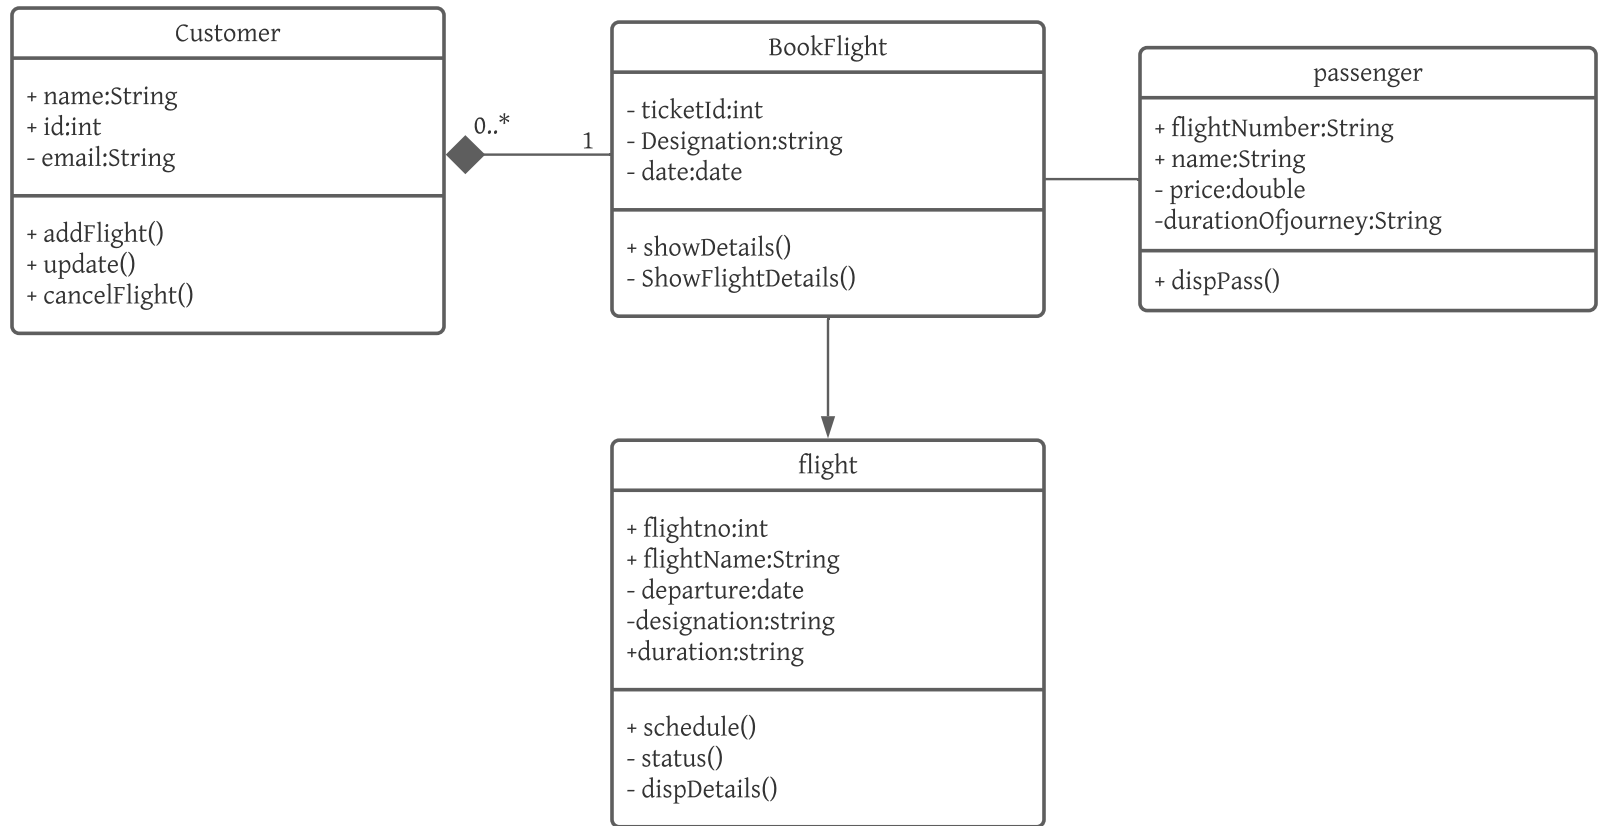 Customer
+ name:String
+ id:int
- email:String
+ addFlight()
+ update()
+ cancelFlight()
0..*
1
BookFlight
- ticketId:int
- Designation:string
- date:date
+ showDetails()
- ShowFlightDetails()
passenger
+ flightNumber:String
+ name:String
- price:double
-durationOfjourney:String
+ dispPass()
flight
+ flightno:int
+ flightName:String
- departure:date
-designation:string
+duration:string
+ schedule()
- status()
- dispDetails()